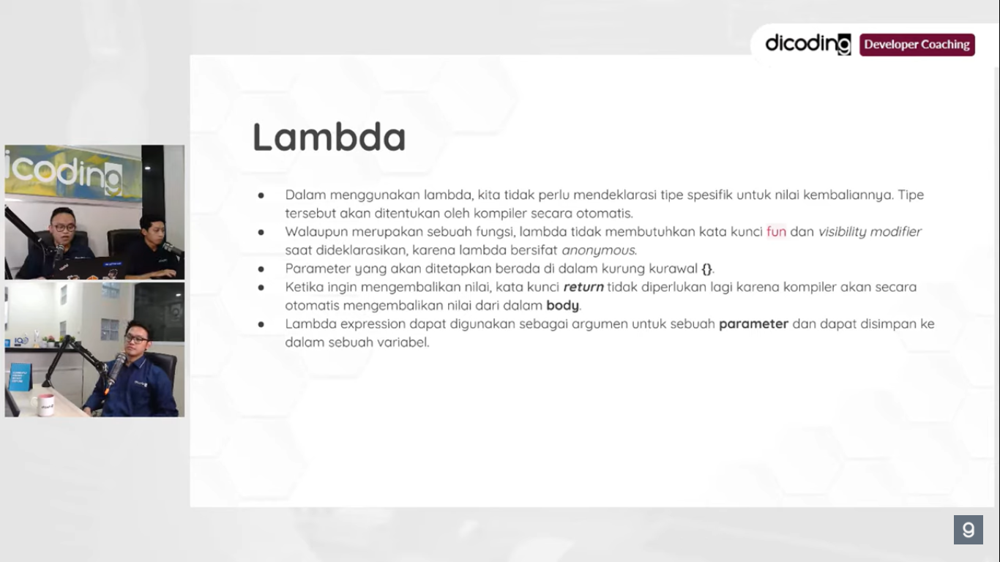 dicoding Developer Coaching
Lambda
● Dalam menggunakan lambda, kita tidak perlu mendeklarasi tipe spesifik untuk nilai kembaliannya. Tipe
tersebut akan ditentukan oleh kompiler secara otomatis.
● Walaupun merupakan sebuah fungsi, lambda tidak membutuhkan kata kunci fun dan visibility modifier
saat dideklarasikan, karena lambda bersifat anonymous.
● Parameter yang akan ditetapkan berada di dalam kurung kurawal {}.
● Ketika ingin mengembalikan nilai, kata kunci return tidak diperlukan lagi karena kompiler akan secara
otomatis mengembalikan nilai dari dalam body.
● Lambda expression dapat digunakan sebagai argumen untuk sebuah parameter dan dapat disimpan ke
dalam sebuah variabel.
icoding
9